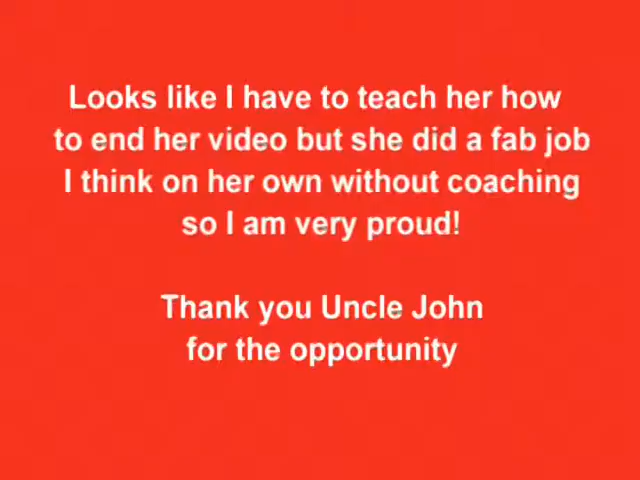 Looks like I have to teach her how
to end her video but she did a fab job
I think on her own without coaching
so I am very proud!
Thank you Uncle John
for the opportunity